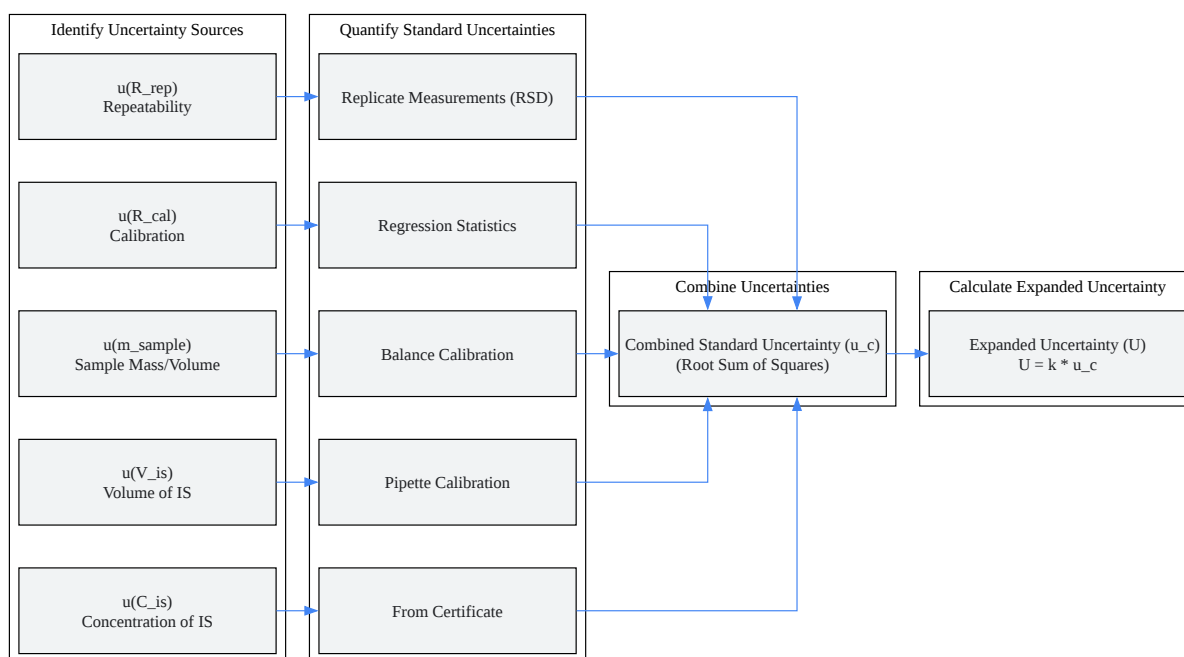 Identify Uncertainty Sources
u(R_rep)
Repeatability
u(R_cal)
Calibration
u(m_sample)
Sample Mass/Volume
u(V_is)
Volume of IS
u(C_is)
Concentration of IS
Quantify Standard Uncertainties
Replicate Measurements (RSD)
Regression Statistics
Balance Calibration
Pipette Calibration
From Certificate
Combine Uncertainties
Combined Standard Uncertainty (u_c)
(Root Sum of Squares)
Calculate Expanded Uncertainty
Expanded Uncertainty (U)
U = k * u_c